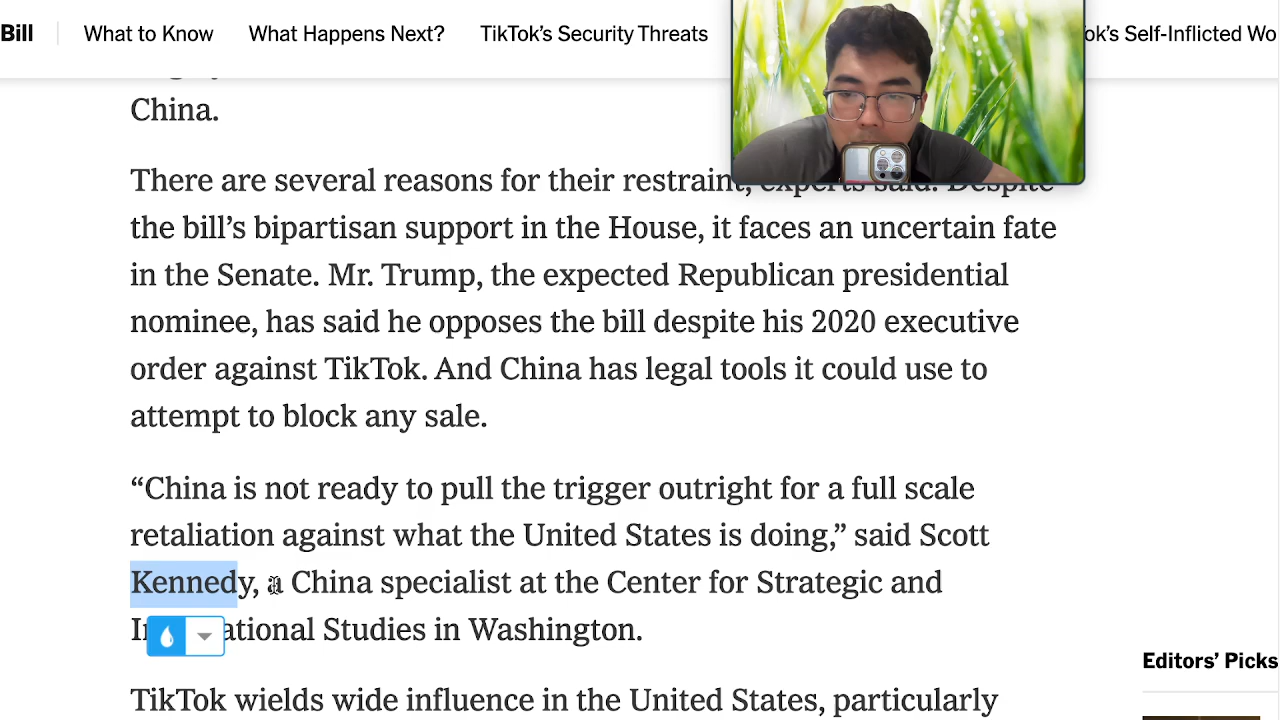 Bill
What to Know
What Happens Next?
TikTok’s Security Threats
ok’s Self-Inflicted Wo
China.
There are several reasons for their restraint, experts said. Despite
the bill’s bipartisan support in the House, it faces an uncertain fate
in the Senate. Mr. Trump, the expected Republican presidential
nominee, has said he opposes the bill despite his 2020 executive
order against TikTok. And China has legal tools it could use to
attempt to block any sale.
“China is not ready to pull the trigger outright for a full scale
retaliation against what the United States is doing,” said Scott
Kennedy, a China specialist at the Center for Strategic and
In ational Studies in Washington.
TikTok wields wide influence in the United States, particularly
Editors’ Picks